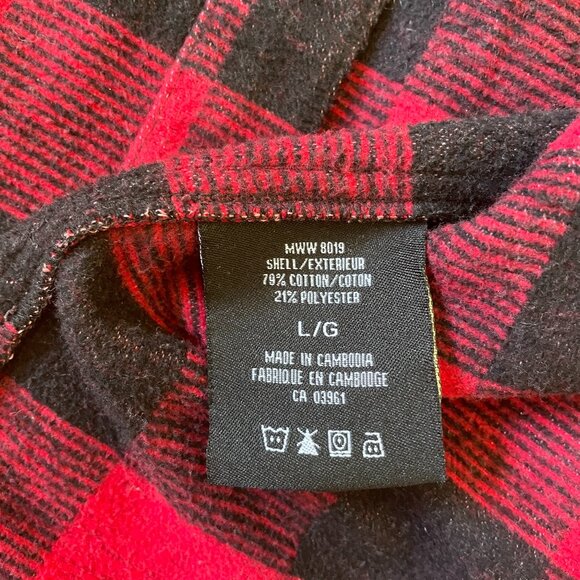 MWW 8019
SHELL/EXTERIEUR
79% COTTON/COTON
21% POLYESTER
L/G
MADE IN CAMBODIA
FABRIQUE EN CAMBODGE
CA 03961